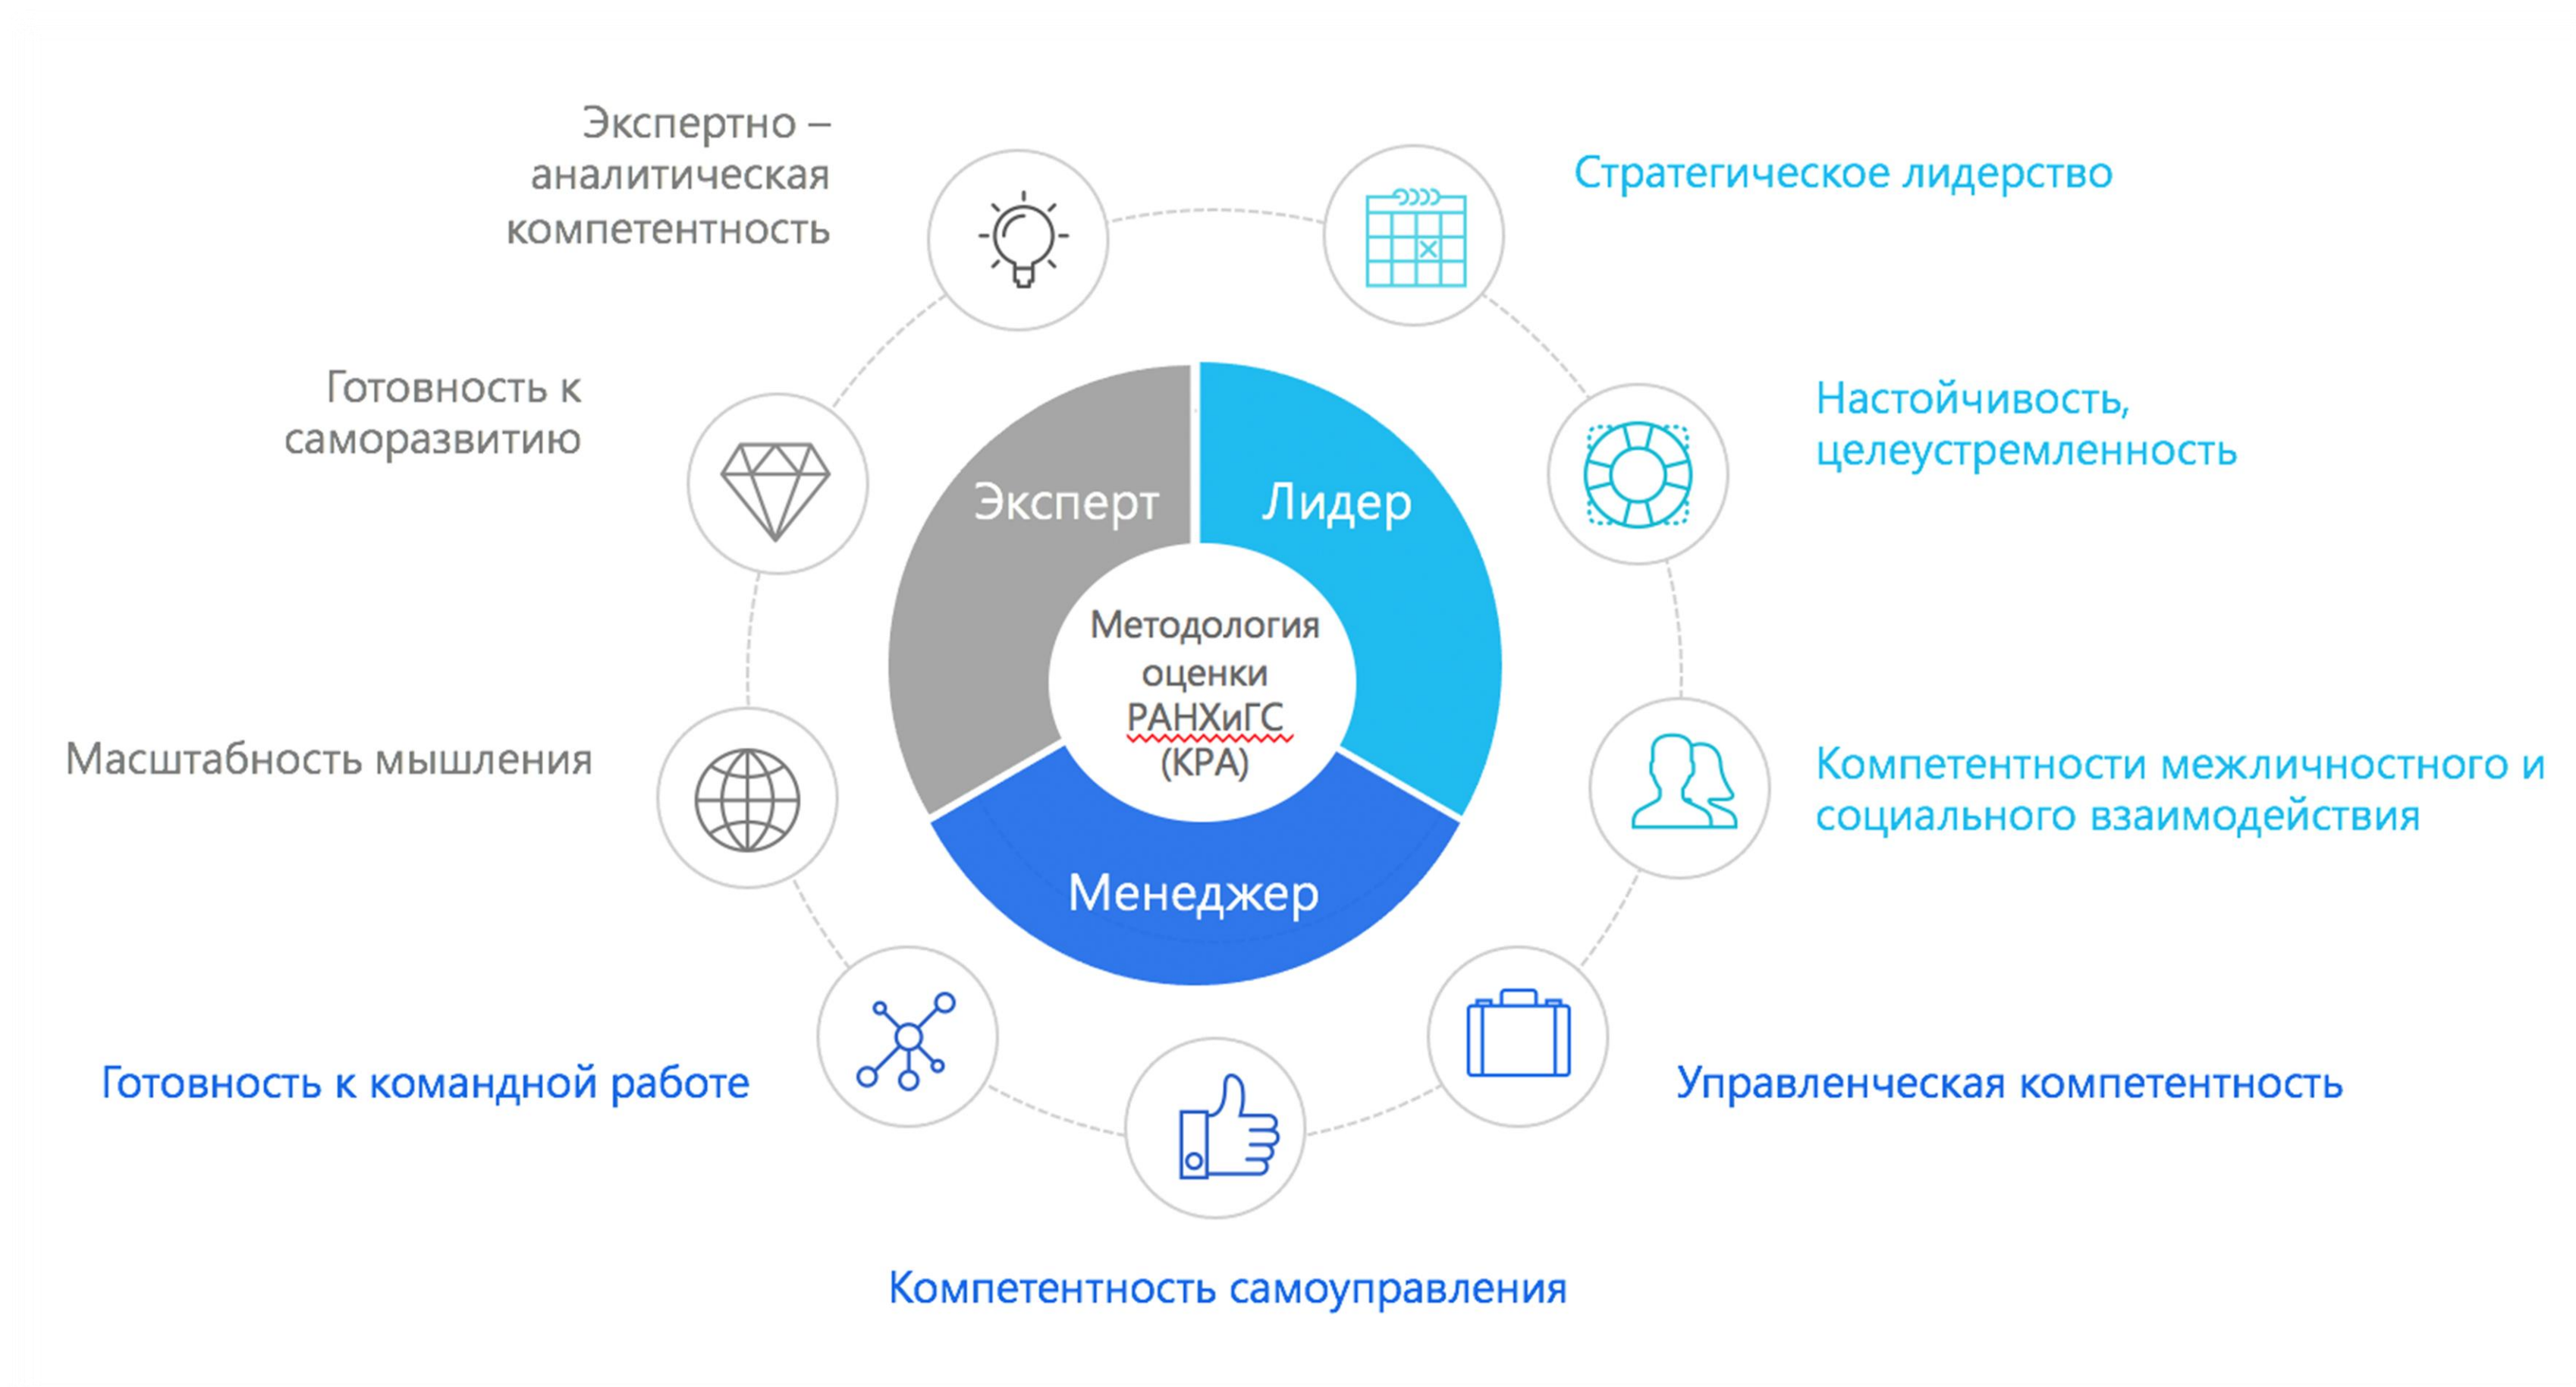 Экспертно –
аналитическая
компетентность
Стратегическое лидерство
Готовность к
саморазвитию
Настойчивость,
целеустремленность
Эксперт
Лидер
Методология
оценки
РАНХиГС
(КРА)
Масштабность мышления
Компетентности межличностного и
социального взаимодействия
Менеджер
Готовность к командной работе
Управленческая компетентность
Компетентность самоуправления